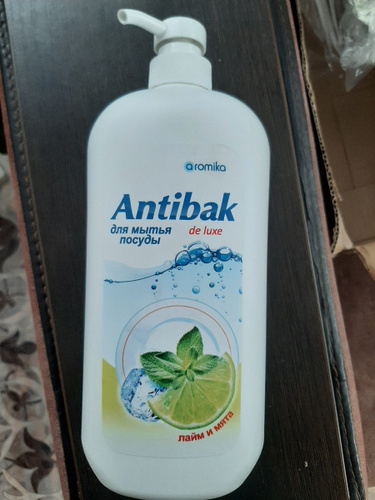 aromika
Antibak
для мытья de luxe
посуды
лайм и мята